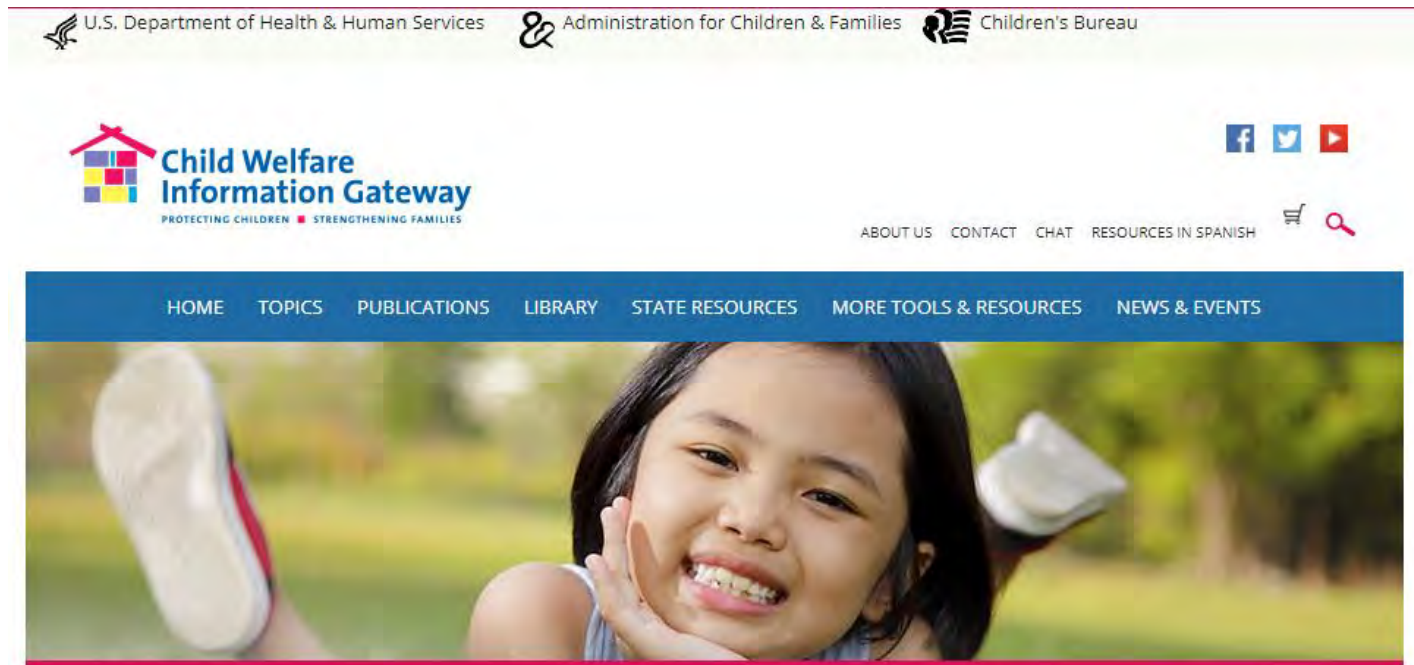 U.S. Department of Health & Human Services Administration for Children & Families Children's Bureau
Child Welfare
Information Gateway
PROTECTING CHILDREN ■ STRENGTHENING FAMILIES
ABOUT US CONTACT CHAT RESOURCES IN SPANISH
HOME TOPICS PUBLICATIONS LIBRARY STATE RESOURCES MORE TOOLS & RESOURCES NEWS & EVENTS